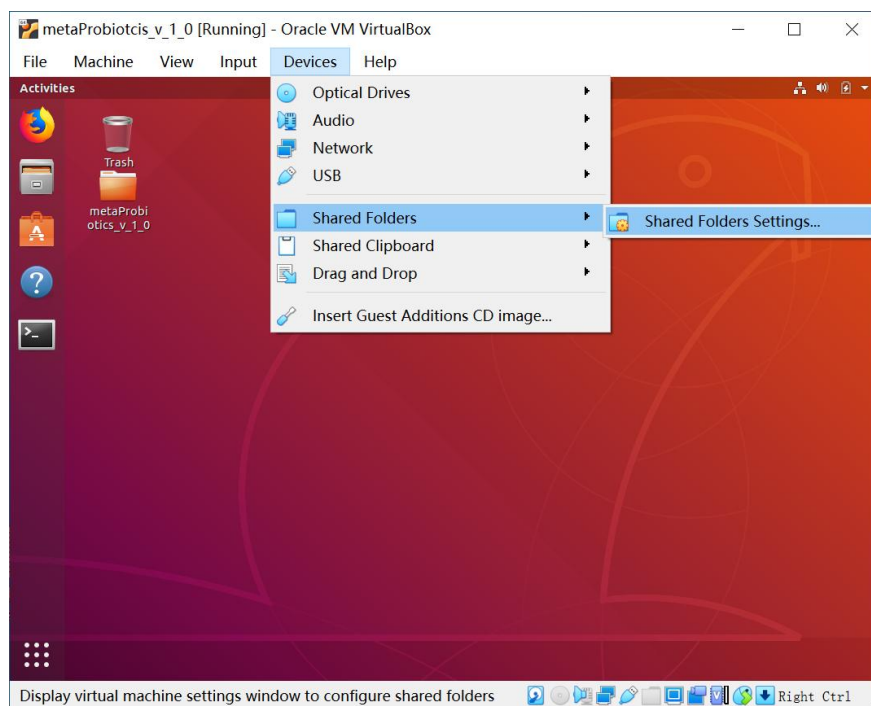 metaProbiotcis_v_1_0 [Running] - Oracle VM VirtualBox
File Machine View Input Devices Help
Activities
Optical Drives
Audio
Network
USB
Shared Folders
Shared Folders Settings...
Shared Clipboard
Drag and Drop
Insert Guest Additions CD image...
Trash
metaProbi
otics_v_1_0
Display virtual machine settings window to configure shared folders
Right Ctrl